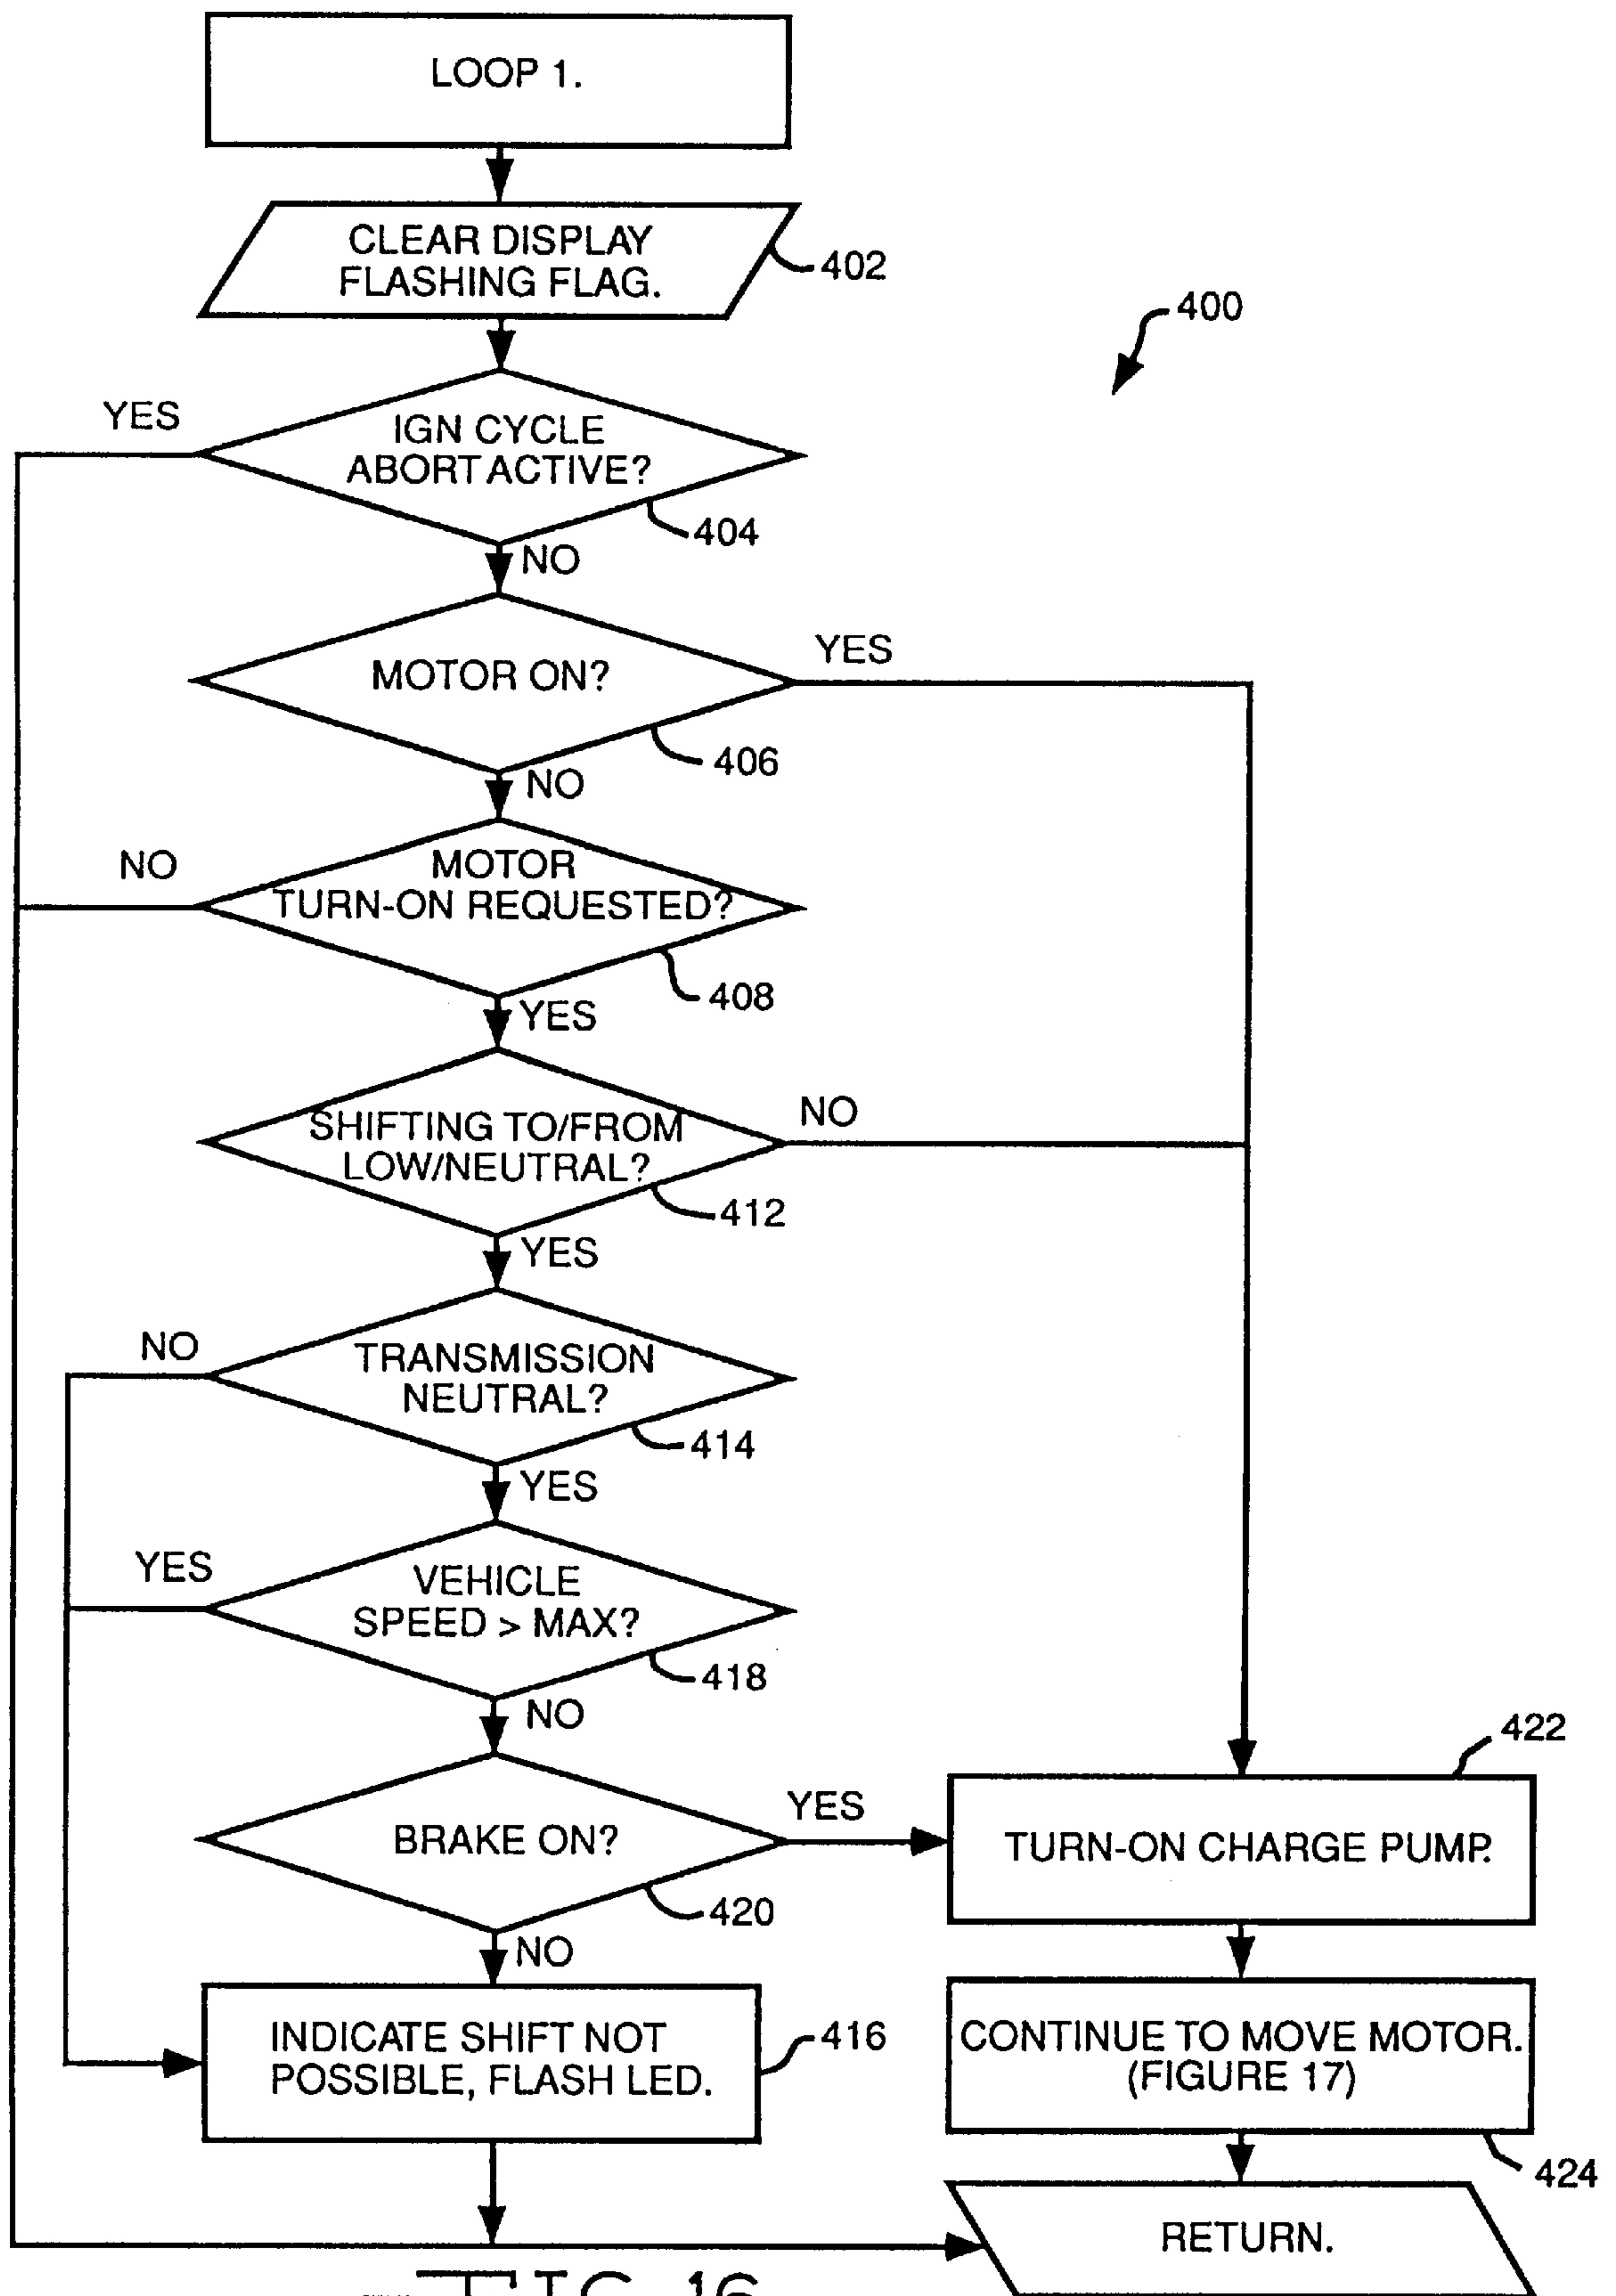 LOOP 1.
CLEAR DISPLAY
FLASHING FLAG.
402
400
YES
IGN CYCLE
ABORT ACTIVE?
404
NO
MOTOR ON?
YES
406
NO
NO
MOTOR
TURN-ON REQUESTED?
408
YES
SHIFTING TO/FROM
LOW/NEUTRAL?
NO
412
YES
NO
TRANSMISSION
NEUTRAL?
414
YES
YES
VEHICLE
SPEED > MAX?
418
NO
BRAKE ON?
YES
420
NO
422
TURN-ON CHARGE PUMP.
INDICATE SHIFT NOT
POSSIBLE, FLASH LED.
416
CONTINUE TO MOVE MOTOR.
(FIGURE 17)
424
RETURN.
FIG. 16